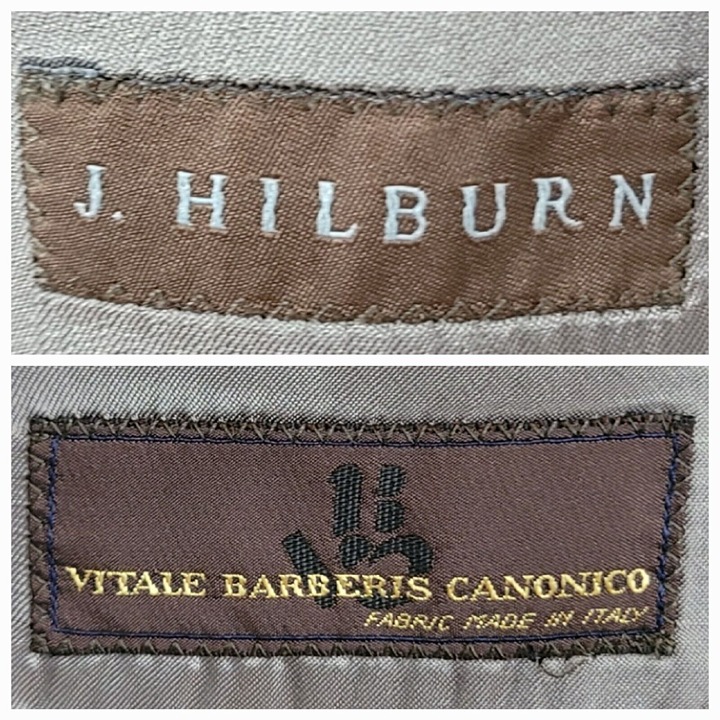 J. HILBURN
VITALE BARBERIS CANONICO
FABRIC MADE IN ITALY